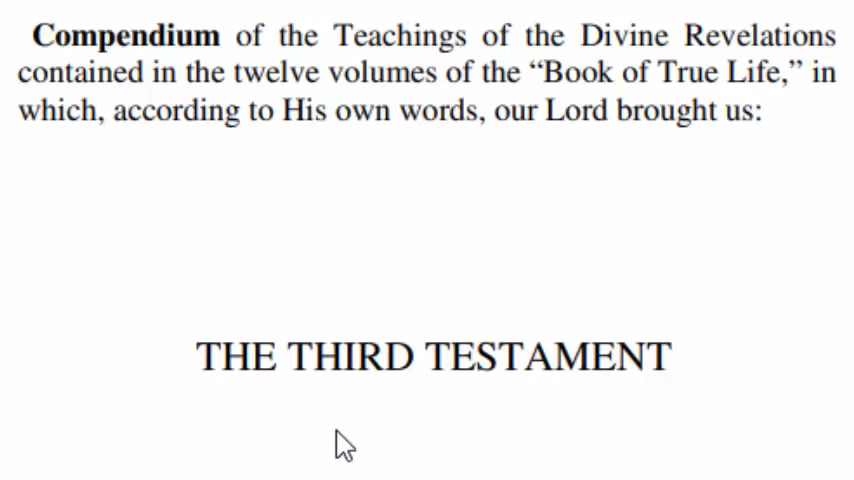 Compendium of the Teachings of the Divine Revelations
contained in the twelve volumes of the “Book of True Life,” in
which, according to His own words, our Lord brought us:
THE THIRD TESTAMENT